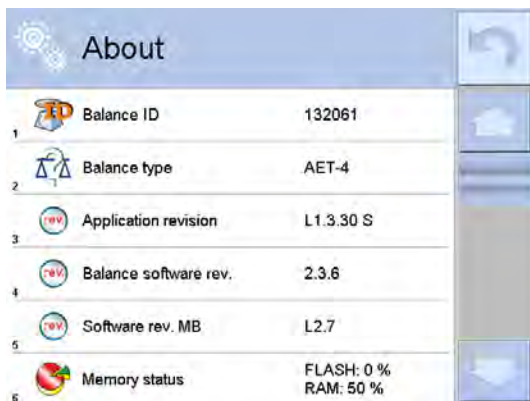 About
1 Balance ID 132061
2 Balance type AET-4
3 Application revision L1.3.30 S
4 Balance software rev. 2.3.6
5 Software rev. MB L2.7
6 Memory status FLASH: 0 %
RAM: 50 %
rev.
rev.
rev.
ID